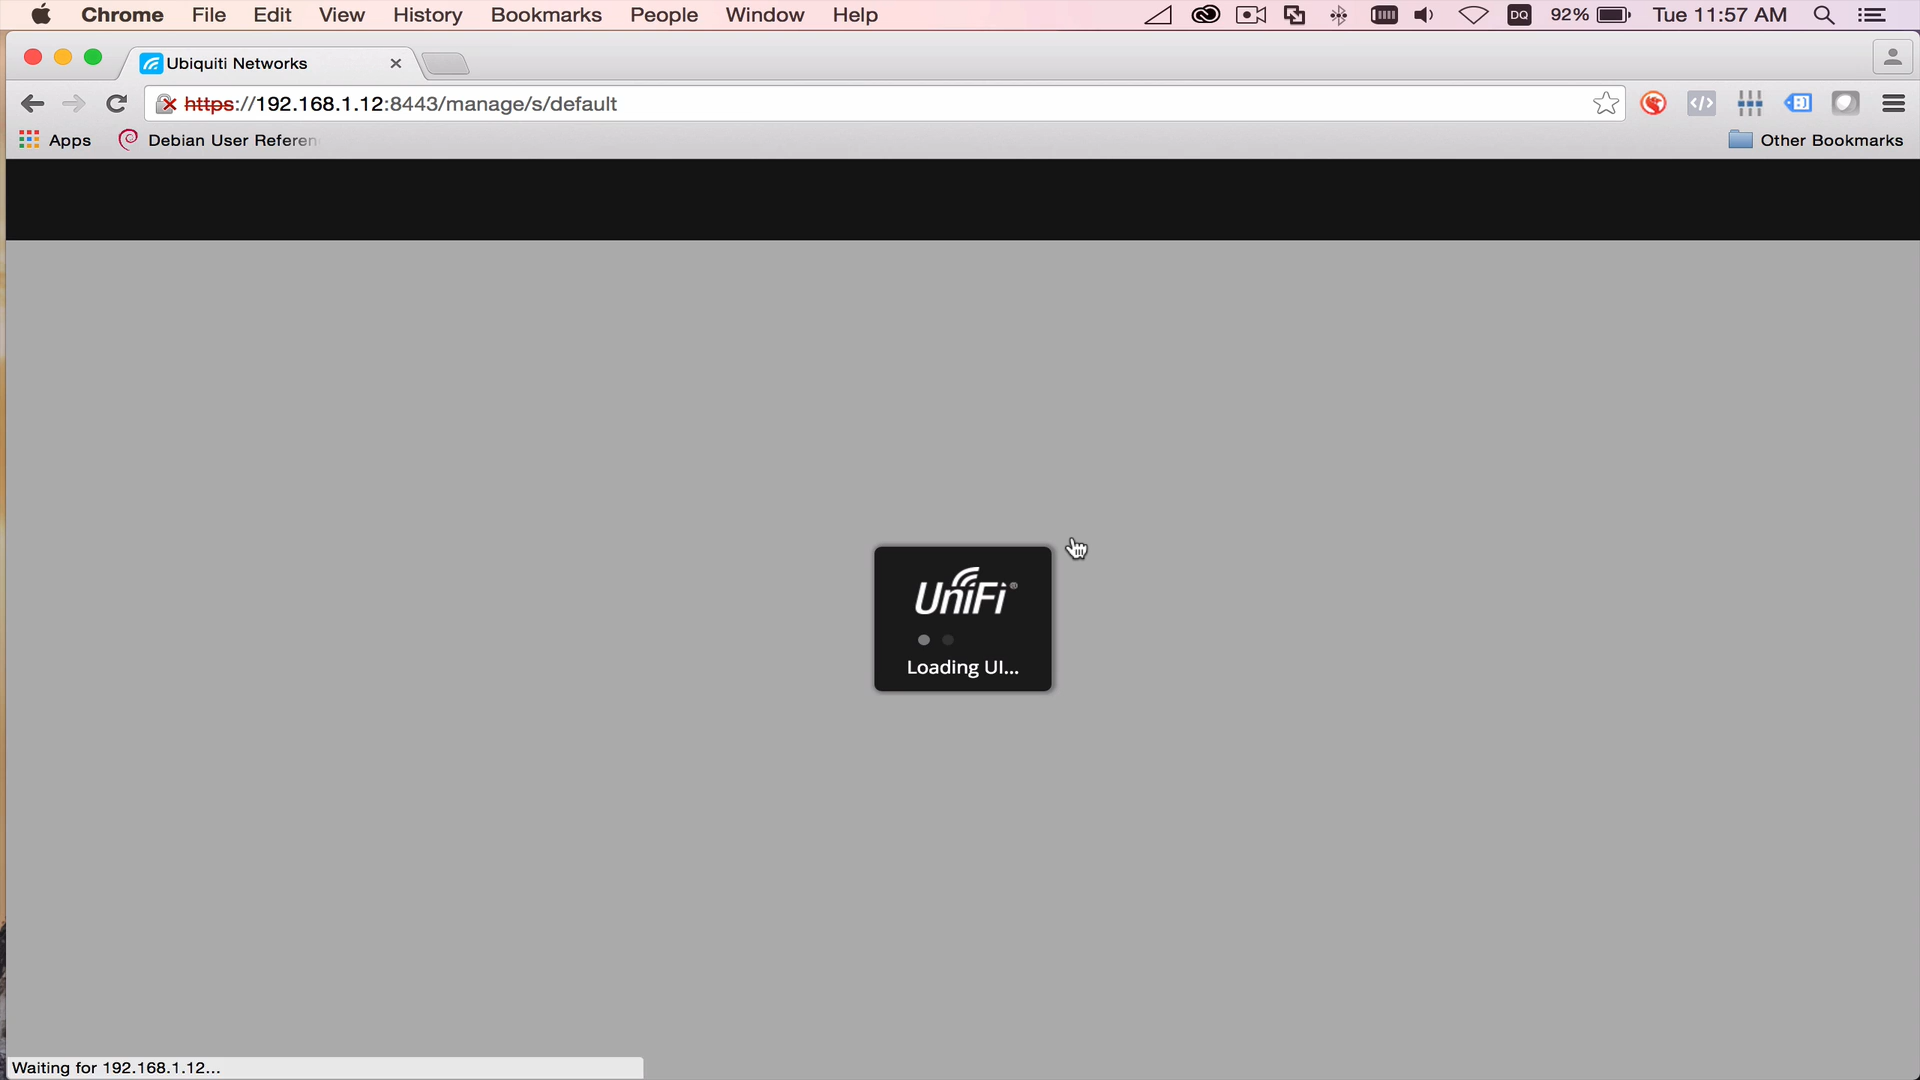 Chrome File Edit View History Bookmarks People Window Help DQ 92% Tue 11:57 AM
Ubiquiti Networks
https://192.168.1.12:8443/manage/s/default
Apps Debian User Referen Other Bookmarks
UniFi®
Loading UI...
Waiting for 192.168.1.12...